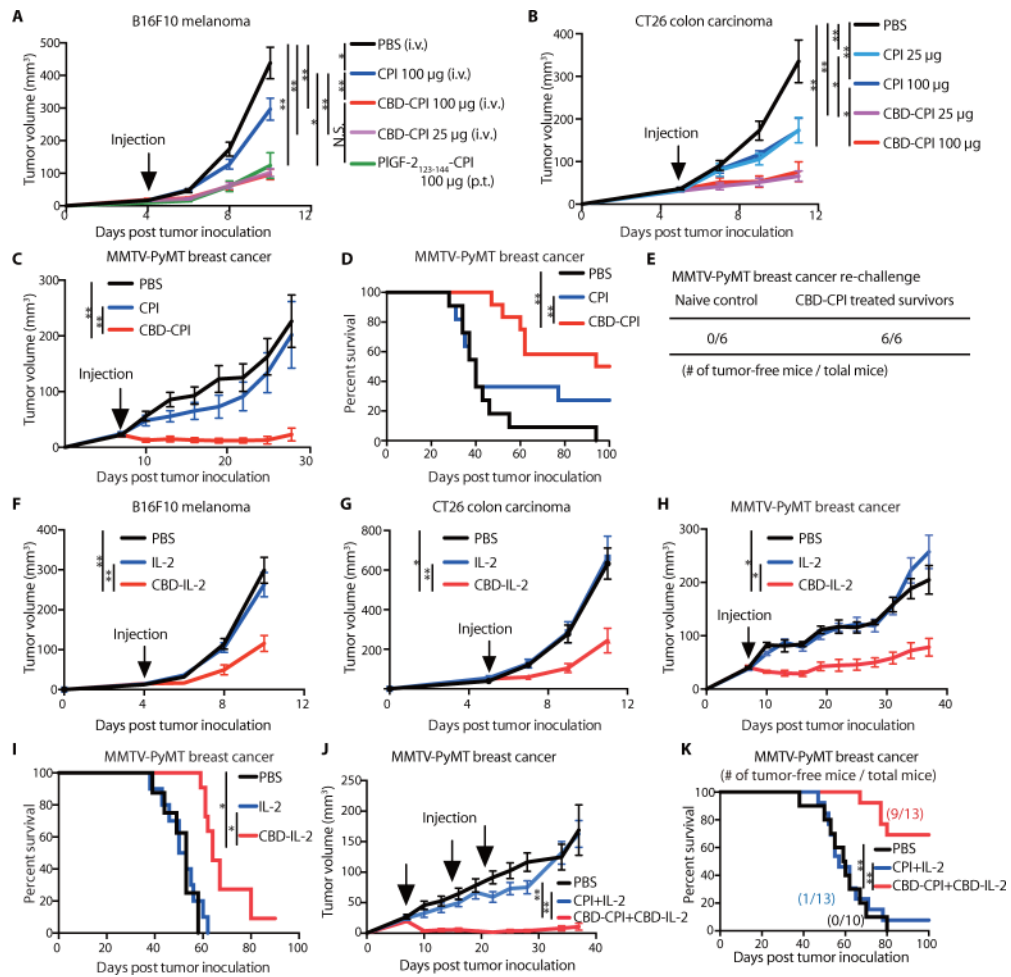 A
B16F10 melanoma
Tumor volume (mm³)
500
400
300
200
100
0
Injection
0
4
8
12
Days post tumor inoculation
PBS (i.v.)
CPI 100 µg (i.v.)
CBD-CPI 100 µg (i.v.)
CBD-CPI 25 µg (i.v.)
PlGF-2₁₂₃₋₁₄₄-CPI
100 µg (p.t.)
**
**
**
*
**
N.S.
*
**
B
CT26 colon carcinoma
Tumor volume (mm³)
400
300
200
100
0
Injection
0
4
8
12
Days post tumor inoculation
PBS
CPI 25 µg
CPI 100 µg
CBD-CPI 25 µg
CBD-CPI 100 µg
**
**
**
*
**
*
C
MMTV-PyMT breast cancer
Tumor volume (mm³)
300
200
100
0
PBS
CPI
CBD-CPI
**
**
Injection
10
20
30
Days post tumor inoculation
D
MMTV-PyMT breast cancer
Percent survival
100
80
60
40
20
0
PBS
CPI
CBD-CPI
**
**
0
20
40
60
80
100
Days post tumor inoculation
E
MMTV-PyMT breast cancer re-challenge
Naive control CBD-CPI treated survivors
0/6 6/6
(# of tumor-free mice / total mice)
F
B16F10 melanoma
Tumor volume (mm³)
400
300
200
100
0
PBS
IL-2
CBD-IL-2
**
**
Injection
0
4
8
12
Days post tumor inoculation
G
CT26 colon carcinoma
Tumor volume (mm³)
800
600
400
200
0
PBS
IL-2
CBD-IL-2
*
**
Injection
0
4
8
12
Days post tumor inoculation
H
MMTV-PyMT breast cancer
Tumor volume (mm³)
300
200
100
0
PBS
IL-2
CBD-IL-2
*
*
Injection
0
10
20
30
40
Days post tumor inoculation
I
MMTV-PyMT breast cancer
Percent survival
100
80
60
40
20
0
PBS
IL-2
CBD-IL-2
*
*
0
20
40
60
80
100
Days post tumor inoculation
J
MMTV-PyMT breast cancer
Tumor volume (mm³)
250
200
150
100
50
0
Injection
PBS
CPI+IL-2
CBD-CPI+CBD-IL-2
**
**
0
10
20
30
40
Days post tumor inoculation
K
MMTV-PyMT breast cancer
(# of tumor-free mice / total mice)
Percent survival
100
80
60
40
20
0
(9/13)
PBS
CPI+IL-2
CBD-CPI+CBD-IL-2
**
**
(1/13)
(0/10)
0
20
40
60
80
100
Days post tumor inoculation